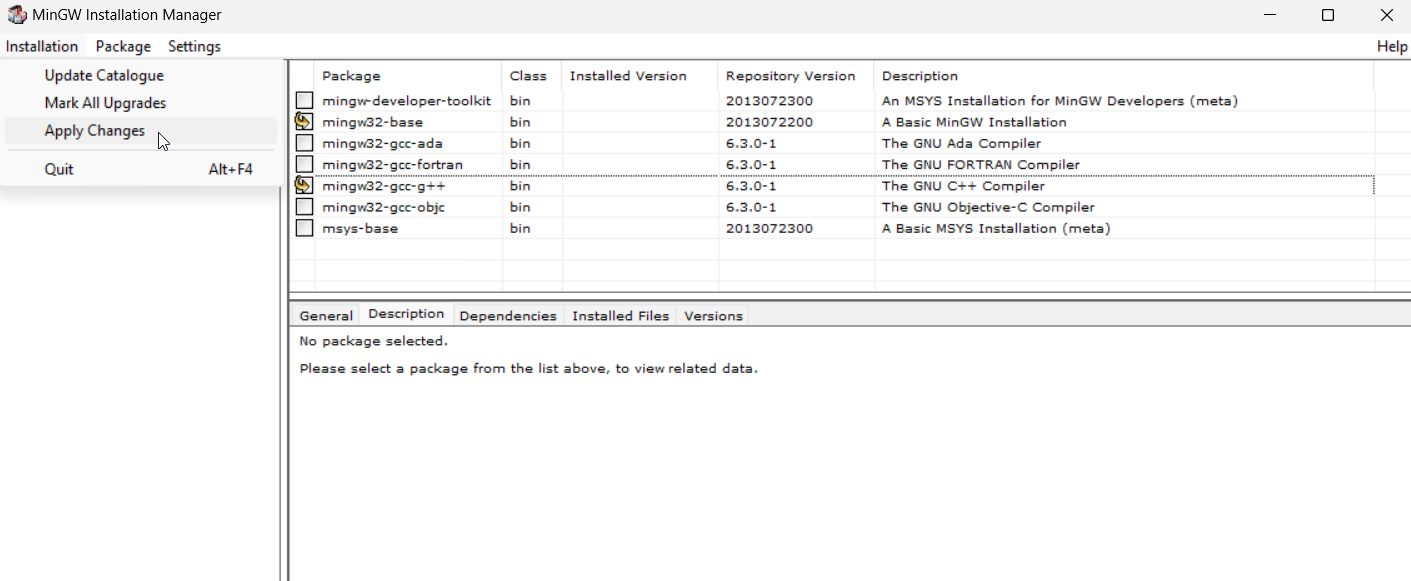 MinGW Installation Manager
Installation Package Settings Help
Update Catalogue
Mark All Upgrades
Apply Changes
Quit Alt+F4
Package Class Installed Version Repository Version Description
mingw-developer-toolkit bin 2013072300 An MSYS Installation for MinGW Developers (meta)
mingw32-base bin 2013072200 A Basic MinGW Installation
mingw32-gcc-ada bin 6.3.0-1 The GNU Ada Compiler
mingw32-gcc-fortran bin 6.3.0-1 The GNU FORTRAN Compiler
mingw32-gcc-g++ bin 6.3.0-1 The GNU C++ Compiler
mingw32-gcc-objc bin 6.3.0-1 The GNU Objective-C Compiler
msys-base bin 2013072300 A Basic MSYS Installation (meta)
General Description Dependencies Installed Files Versions
No package selected.
Please select a package from the list above, to view related data.